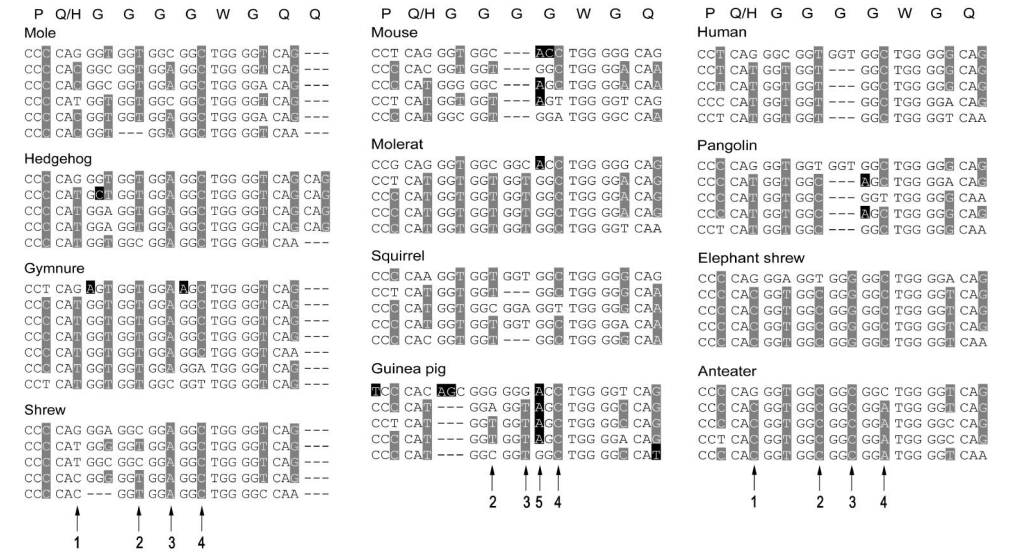 P Q/H G G G G W G Q Q
Mole
CCC CAG GGT GGT GGC GGC TGG GGT CAG ---
CCC CAC GGC GGT GGA GGC TGG GGT CAG ---
CCC CAC GGC GGT GGA GGC TGG GGA CAG ---
CCC CAT GGT GGT GGC GGC TGG GGT CAG ---
CCC CAC GGT GGT GGA GGC TGG GGA CAG ---
CCC CAC GGT --- GGA GGC TGG GGT CAA ---
Hedgehog
CCC CAG GGT GGT GGA GGC TGG GGT CAG CAG
CCC CAT GCT GGT GGA GGC TGG GGT CAG CAG
CCC CAT GGA GGT GGA GGC TGG GGT CAG CAG
CCC CAT GGT GGC GGA GGC TGG GGT CAA ---
Gymnure
CCT CAG AGT GGT GGA AGC TGG GGT CAG ---
CCC CAT GGT GGT GGA GGC TGG GGT CAG ---
CCC CAT GGT GGT GGA GGC TGG GGT CAG ---
CCC CAT GGT GGT GGA GGC TGG GGT CAG ---
CCC CAT GGT GGT GGA GGC TGG GGT CAA ---
CCC CAT GGT GGT GGA GGA TGG GGT CAG ---
CCT CAT GGT GGT GGC GGT TGG GGT CAG ---
Shrew
CCC CAG GGA GGC GGA GGC TGG GGT CAG ---
CCC CAT GGG GGT GGA GGC TGG GGT CAG ---
CCC CAT GGC GGC GGA GGC TGG GGT CAG ---
CCC CAC GGG GGT GGA GGC TGG GGT CAG ---
CCC CAC --- GGT GGA GGC TGG GGC CAA ---
1 2 3 4
P Q/H G G G G W G Q
Mouse
CCT CAG GGT GGC --- ACC TGG GGG CAG
CCC CAC GGT GGT --- GGC TGG GGA CAA
CCC CAT GGG GGC --- AGC TGG GGA CAA
CCT CAT GGT GGT --- AGT TGG GGT CAG
CCC CAT GGC GGT --- GGA TGG GGC CAA
Molerat
CCG CAG GGT GGC GGC ACC TGG GGG CAG
CCT CAT GGT GGT GGT GGC TGG GGA CAG
CCC CAT GGT GGT GGT GGC TGG GGG CAG
CCC CAT GGT GGT GGT GGC TGG GGA CAG
CCC CAT GGT GGT GGT GGC TGG GGT CAA
Squirrel
CCC CAA GGT GGT GGT GGC TGG GGG CAG
CCT CAT GGT GGT --- GGC TGG GGG CAA
CCC CAT GGT GGC GGA GGT TGG GGG CAA
CCC CAT GGT GGT GGT GGC TGG GGA CAA
CCC CAC GGT GGT --- GGC TGG GGG CAA
Guinea pig
TCC CAC AGC GGG GGG ACC TGG GGT CAG
CCC CAT --- GGA GGT AGC TGG GGC CAG
CCT CAT --- GGT GGT AGC TGG GGG CAG
CCC CAT --- GGT GGT AGC TGG GGA CAG
CCC CAT --- GGC GGT GGC TGG GGC CAT
2 3 5 4
P Q/H G G G G W G Q
Human
CCT CAG GGC GGT GGT GGC TGG GGG CAG
CCT CAT GGT GGT --- GGC TGG GGG CAG
CCT CAT GGT GGT --- GGC TGG GGG CAG
CCC CAT GGT GGT --- GGC TGG GGA CAG
CCT CAT GGT GGT --- GGC TGG GGT CAA
Pangolin
CCC CAG GGT GGT GGT GGC TGG GGG CAG
CCC CAT GGT GGC --- AGC TGG GGA CAG
CCC CAT GGT GGC --- GGT TGG GGG CAA
CCC CAT GGT GGC --- AGC TGG GGG CAG
CCT CAT GGT GGC --- GGC TGG GGT CAA
Elephant shrew
CCC CAG GGA GGT GGG GGC TGG GGA CAG
CCC CAC GGT GGC GGG GGC TGG GGT CAG
CCC CAC GGT GGC GGG GGC TGG GGT CAG
CCC CAC GGT GGC GGG GGC TGG GGT CAG
CCC CAC GGT GGC GGG GGC TGG GGT CAA
Anteater
CCC CAG GGT GGC GGC GGC TGG GGT CAG
CCC CAC GGT GGC GGC GGA TGG GGT CAG
CCC CAC GGT GGC GGC GGA TGG GGC CAG
CCT CAC GGT GGC GGC GGA TGG GGG CAG
CCC CAC GGT GGC GGC GGA TGG GGT CAA
1 2 3 4